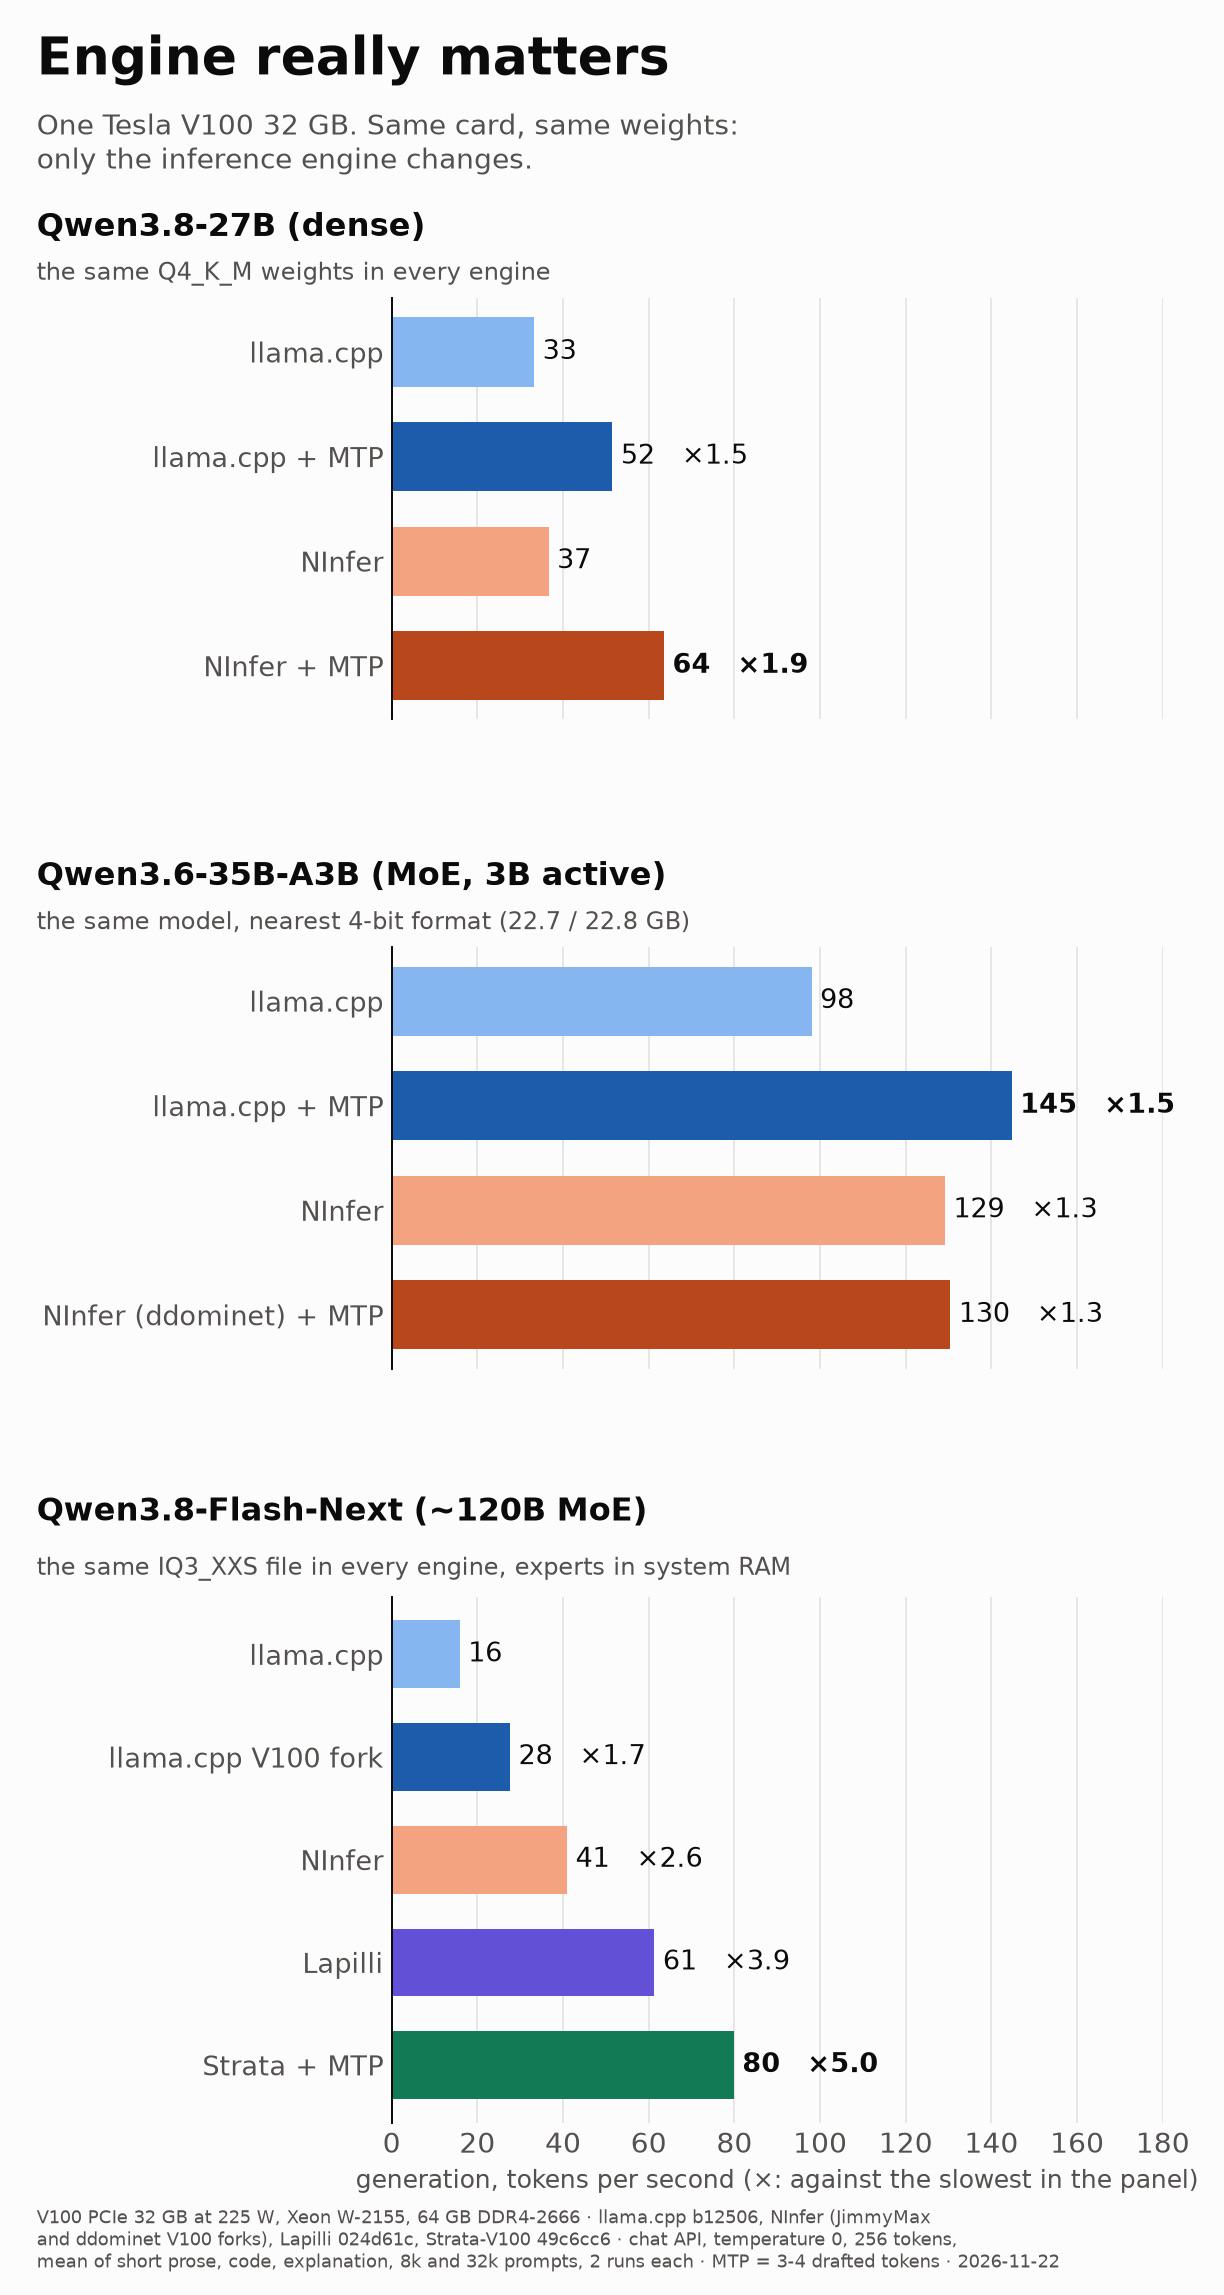 Engine really matters
One Tesla V100 32 GB. Same card, same weights:
only the inference engine changes.
Qwen3.8-27B (dense)
the same Q4_K_M weights in every engine
llama.cpp 33
llama.cpp + MTP 52 ×1.5
NInfer 37
NInfer + MTP 64 ×1.9
Qwen3.6-35B-A3B (MoE, 3B active)
the same model, nearest 4-bit format (22.7 / 22.8 GB)
llama.cpp 98
llama.cpp + MTP 145 ×1.5
NInfer 129 ×1.3
NInfer (ddominet) + MTP 130 ×1.3
Qwen3.8-Flash-Next (~120B MoE)
the same IQ3_XXS file in every engine, experts in system RAM
llama.cpp 16
llama.cpp V100 fork 28 ×1.7
NInfer 41 ×2.6
Lapilli 61 ×3.9
Strata + MTP 80 ×5.0
0 20 40 60 80 100 120 140 160 180
generation, tokens per second (×: against the slowest in the panel)
V100 PCIe 32 GB at 225 W, Xeon W-2155, 64 GB DDR4-2666 · llama.cpp b12506, NInfer (JimmyMax
and ddominet V100 forks), Lapilli 024d61c, Strata-V100 49c6cc6 · chat API, temperature 0, 256 tokens,
mean of short prose, code, explanation, 8k and 32k prompts, 2 runs each · MTP = 3-4 drafted tokens · 2026-11-22